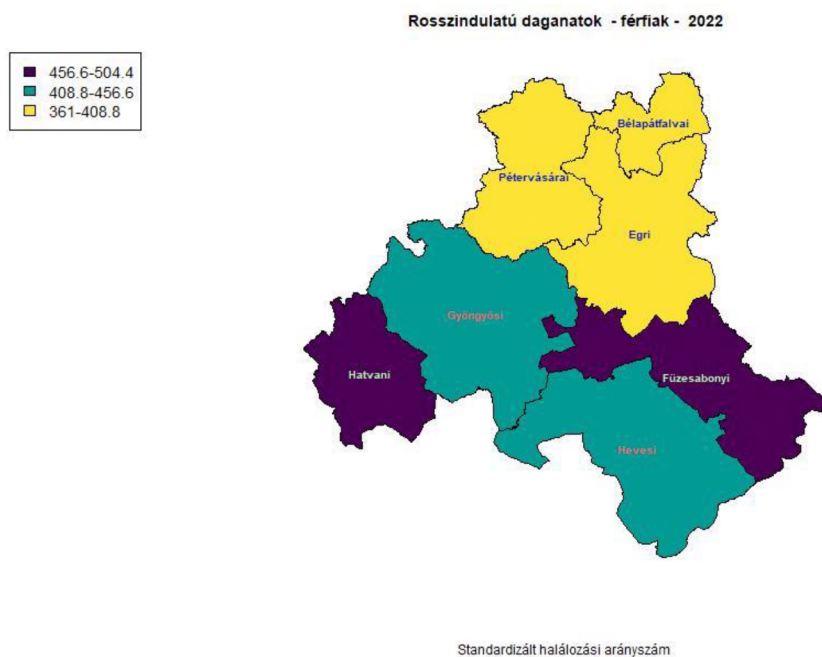 Rosszindulatú daganatok - férfiak - 2022
456.6-504.4
408.8-456.6
361-408.8
Bélapátfalvai
Pétervásárai
Egri
Gyöngyösi
Hatvani
Füzesabonyi
Hevesi
Standardizált halálozási arányszám